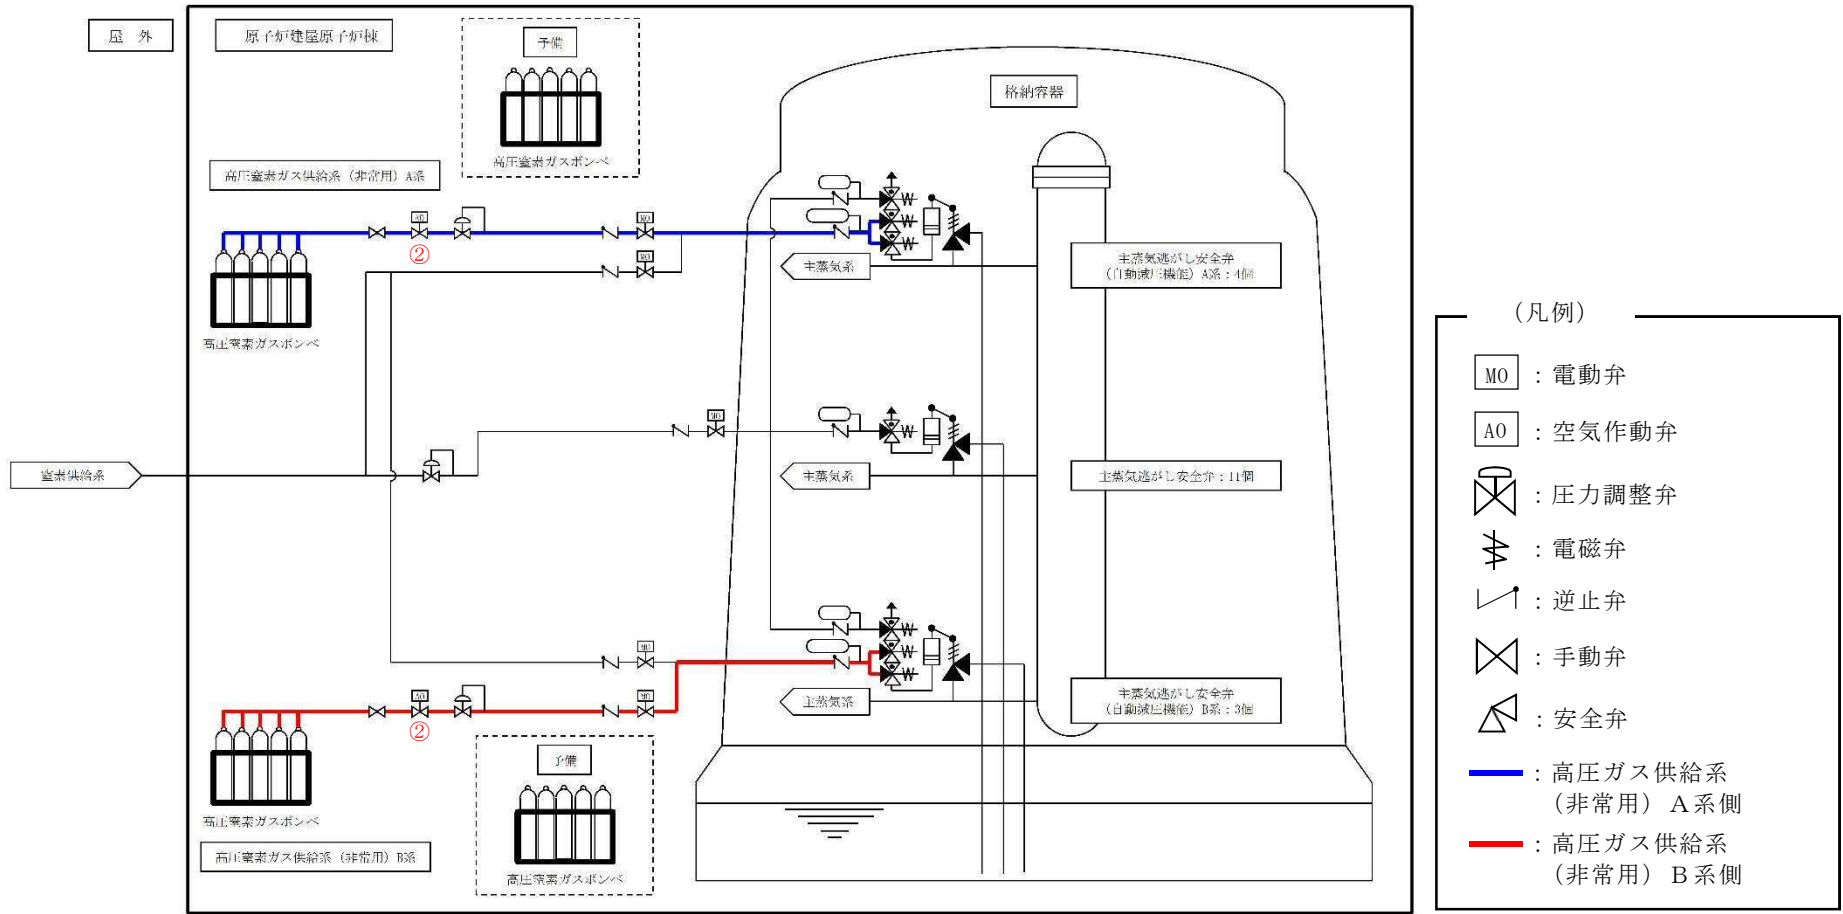 屋外
原子炉建屋原子炉棟
予備
高圧窒素ガスボンベ
格納容器
高圧窒素ガス供給系（非常用）A系
AO
②
MO
MO
高圧窒素ガスボンベ
主蒸気系
主蒸気逃がし安全弁
（自動減圧機能）A系：4個
MO
窒素供給系
主蒸気系
主蒸気逃がし安全弁：11個
MO
AO
②
MO
主蒸気系
主蒸気逃がし安全弁
（自動減圧機能）B系：3個
予備
高圧窒素ガスボンベ
高圧窒素ガス供給系（非常用）B系
高圧窒素ガスボンベ
（凡例）
MO ：電動弁
AO ：空気作動弁
：圧力調整弁
：電磁弁
：逆止弁
：手動弁
：安全弁
：高圧ガス供給系
（非常用）Ａ系側
：高圧ガス供給系
（非常用）Ｂ系側